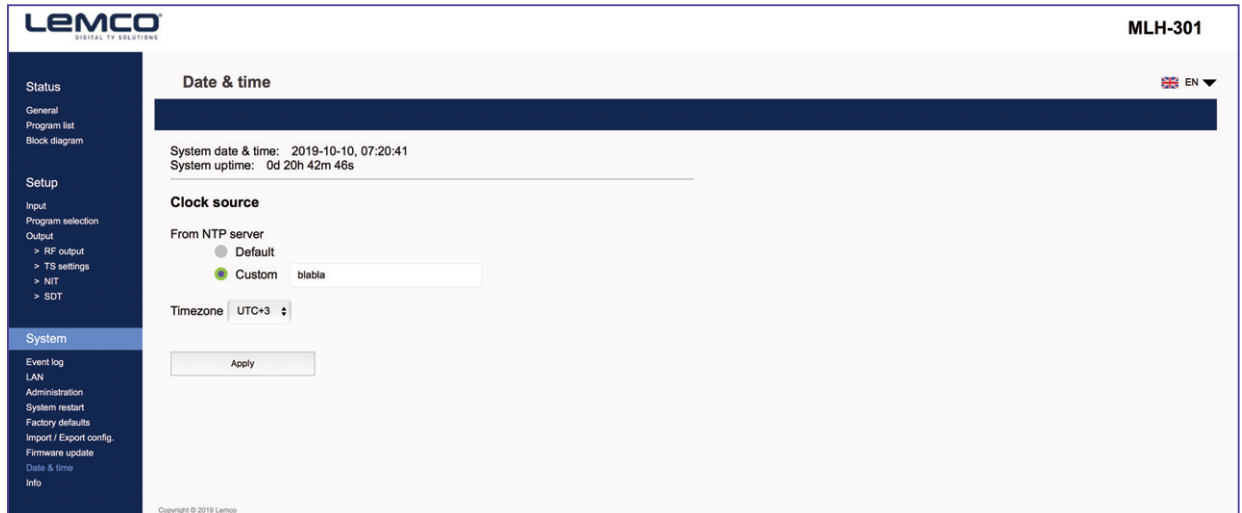 LEMCO
DIGITAL TV SOLUTIONS
MLH-301
Status
General
Program list
Block diagram
Setup
Input
Program selection
Output
> RF output
> TS settings
> NIT
> SDT
System
Event log
LAN
Administration
System restart
Factory defaults
Import / Export config.
Firmware update
Date & time
Info
Date & time
EN
System date & time: 2019-10-10, 07:20:41
System uptime: 0d 20h 42m 46s
Clock source
From NTP server
Default
Custom blabla
Timezone UTC+3
Apply
Copyright © 2019 Lemco